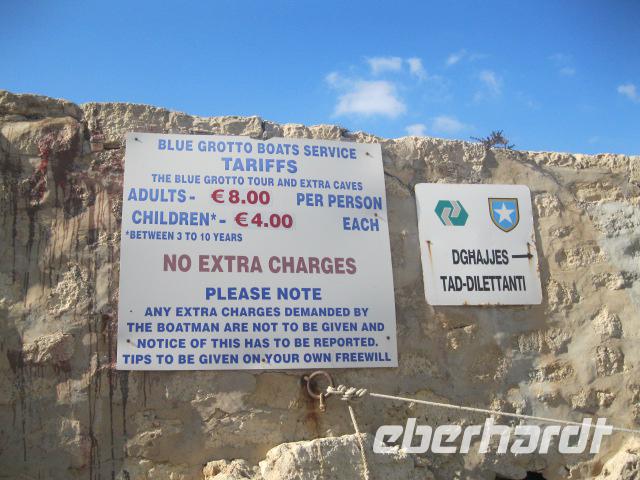 BLUE GROTTO BOATS SERVICE
TARIFFS
THE BLUE GROTTO TOUR AND EXTRA CAVES
ADULTS - €8.00 PER PERSON
CHILDREN* - €4.00 EACH
*BETWEEN 3 TO 10 YEARS
NO EXTRA CHARGES
PLEASE NOTE
ANY EXTRA CHARGES DEMANDED BY
THE BOATMAN ARE NOT TO BE GIVEN AND
NOTICE OF THIS HAS TO BE REPORTED.
TIPS TO BE GIVEN ON YOUR OWN FREEWILL
DGĦAJJES
TAD-DILETTANTI
eberhardt